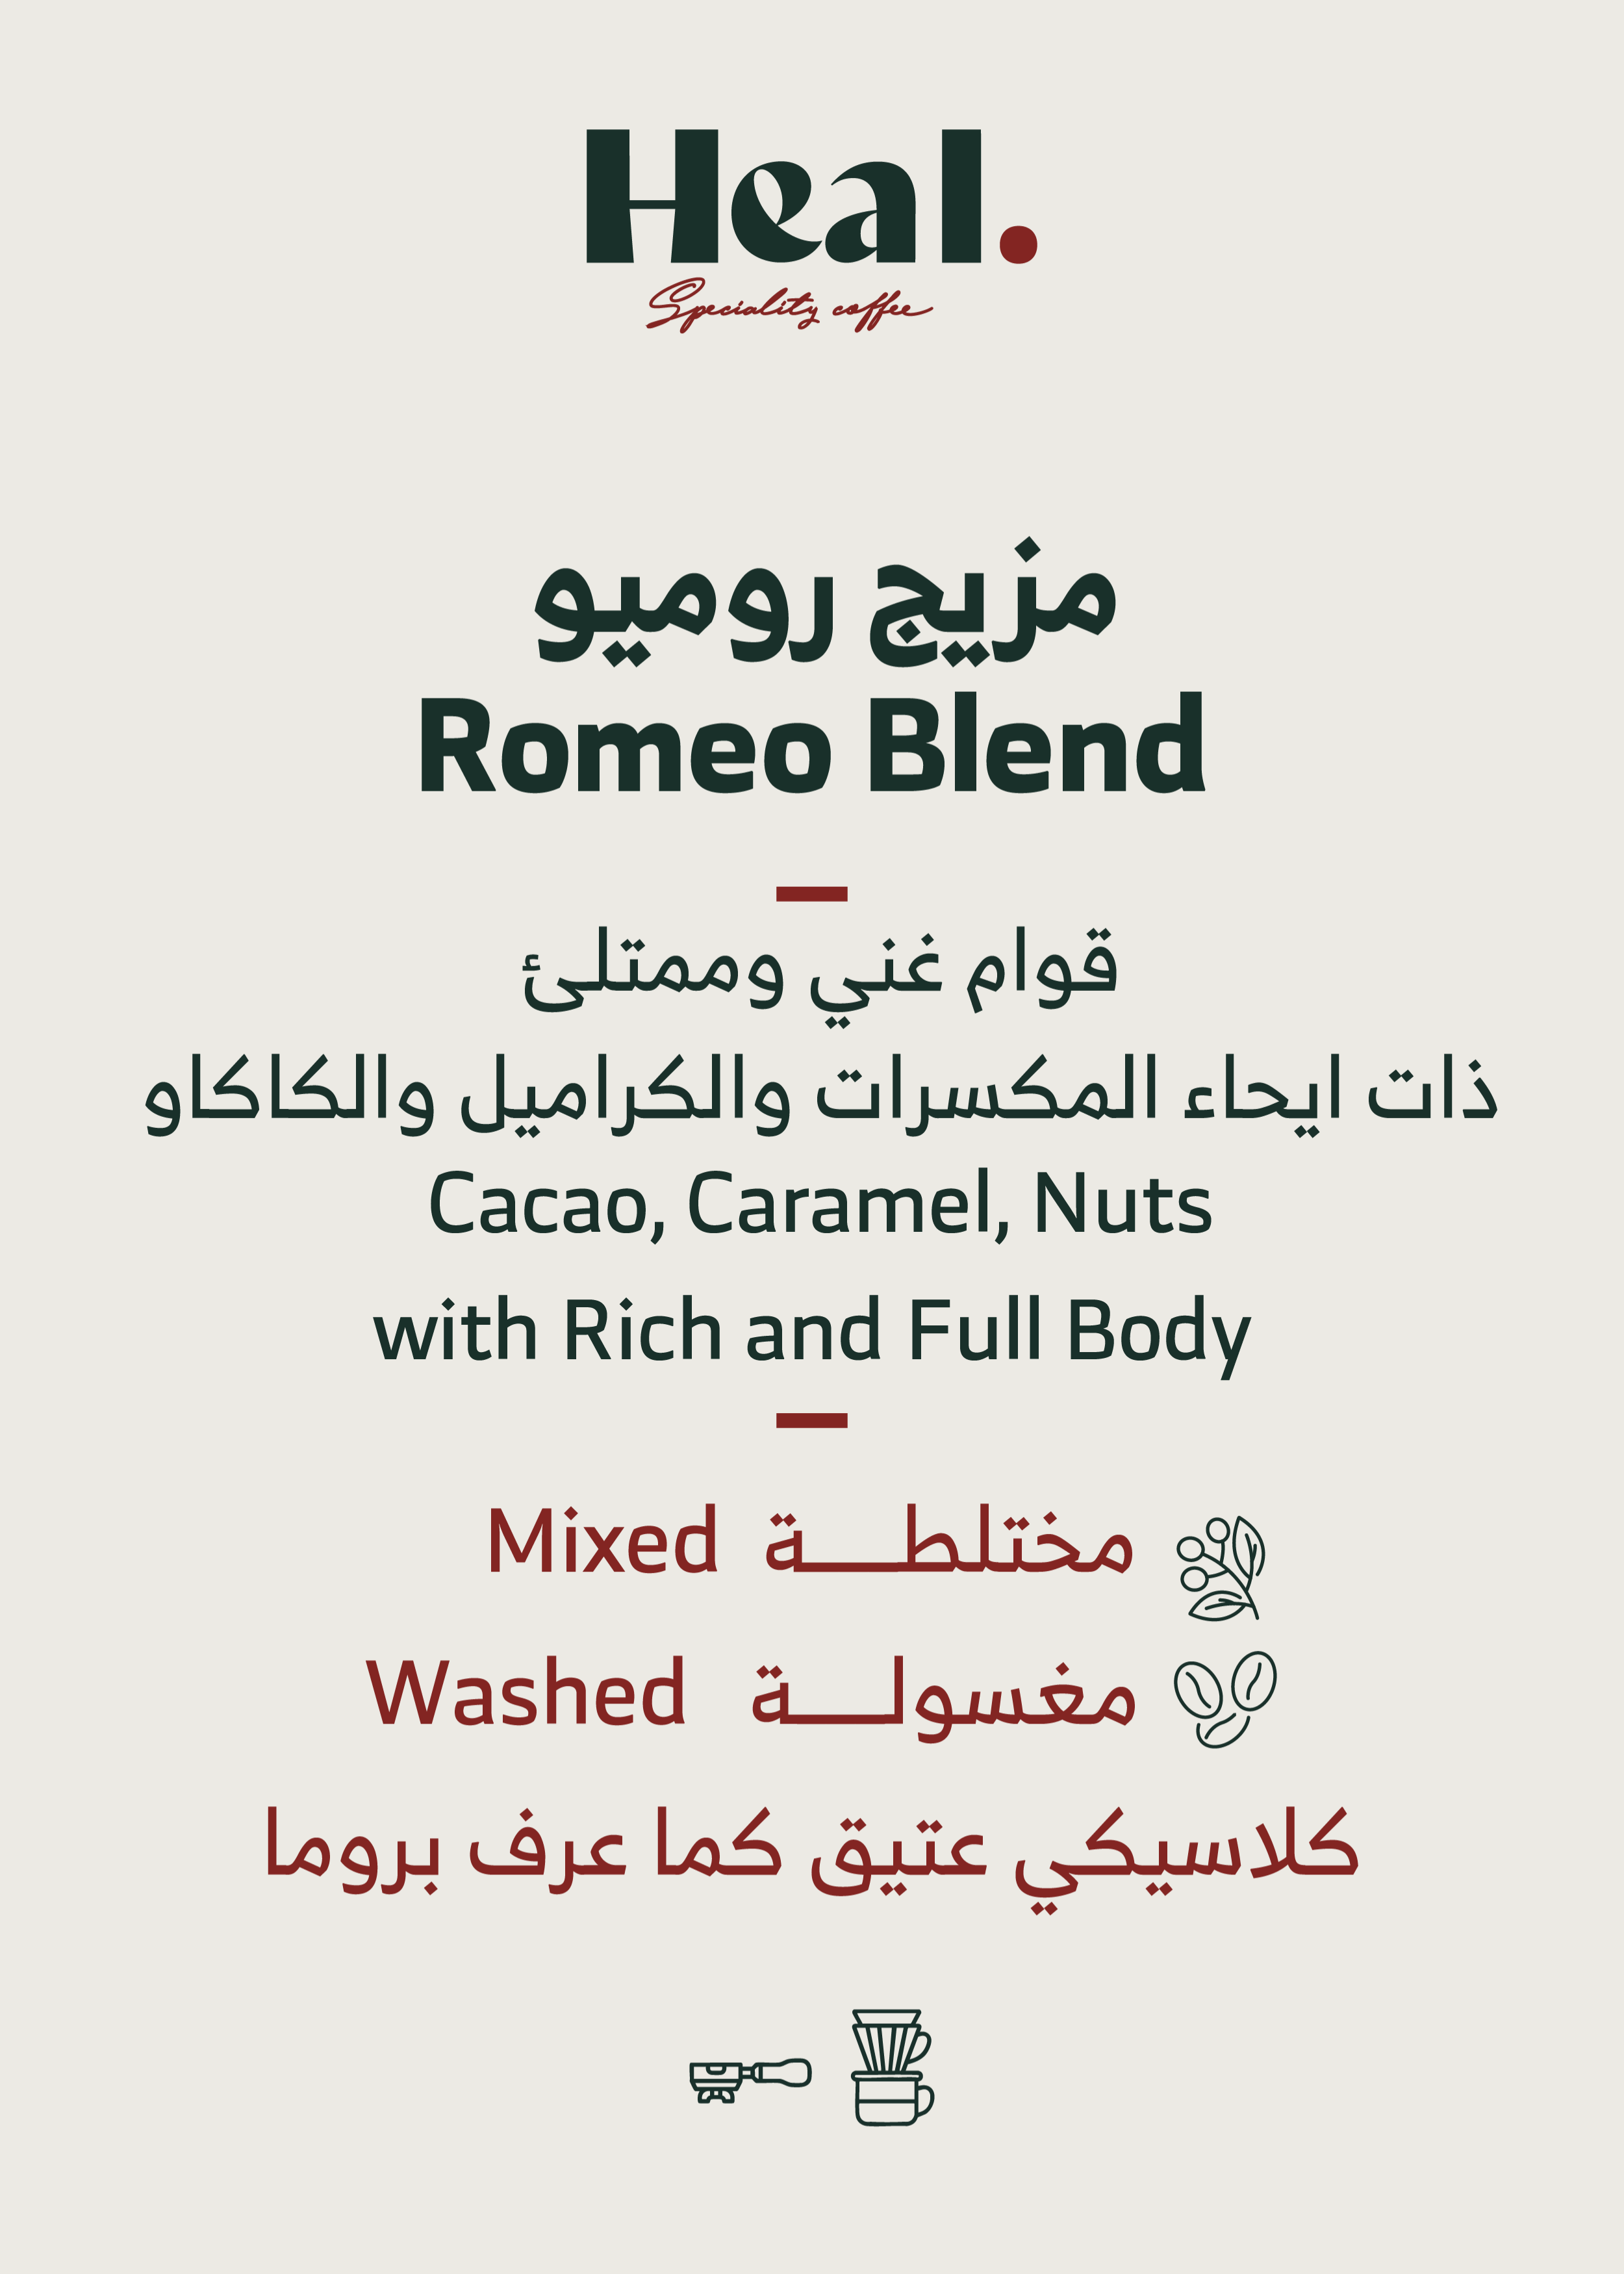 Heal.
Speciality coffee
مزيج روميو
Romeo Blend
قوام غني وممتلئ
ذات ايحاء المكسرات والكراميل والكاكاو
Cacao, Caramel, Nuts
with Rich and Full Body
مختلطـــة Mixed
مغسولـــة Washed
كلاسيكي عتيق كما عرف بروما